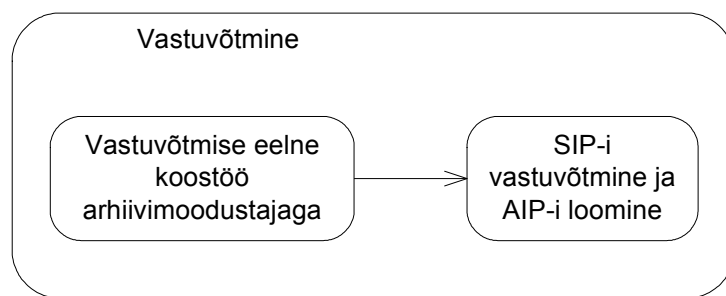 Vastuvõtmine
Vastuvõtmise eelne
koostöö
arhiivimoodustajaga
SIP-i
vastuvõtmine ja
AIP-i loomine